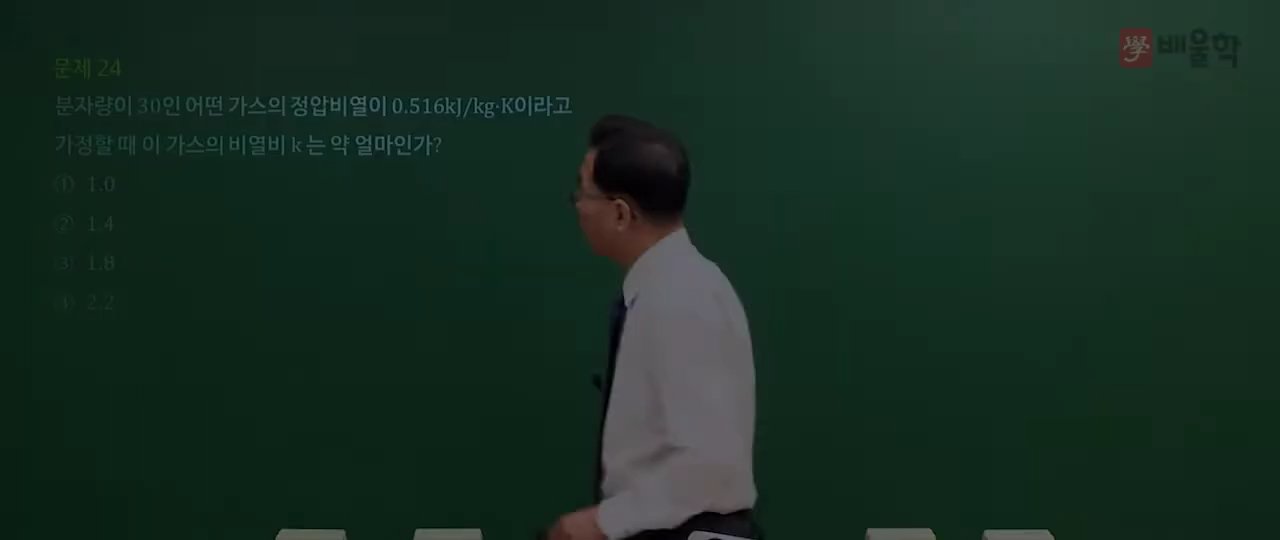 學 배울학
문제 24
분자량이 30인 어떤 가스의 정압비열이 0.516kJ/kg·K이라고
가정할 때 이 가스의 비열비 k 는 약 얼마인가?
① 1.0
② 1.4
③ 1.8
④ 2.2